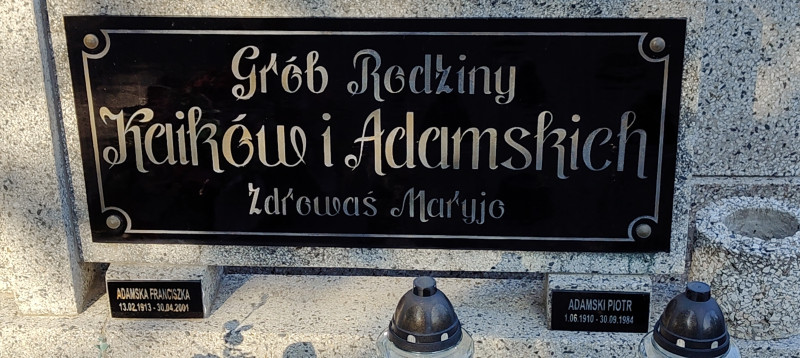 Grób Rodziny
Kaików i Adamskich
Zdrowaś Maryjo
ADAMSKA FRANCISZKA
13.02.1913 - 30.04.2001
ADAMSKI PIOTR
1.06.1910 - 30.09.1984